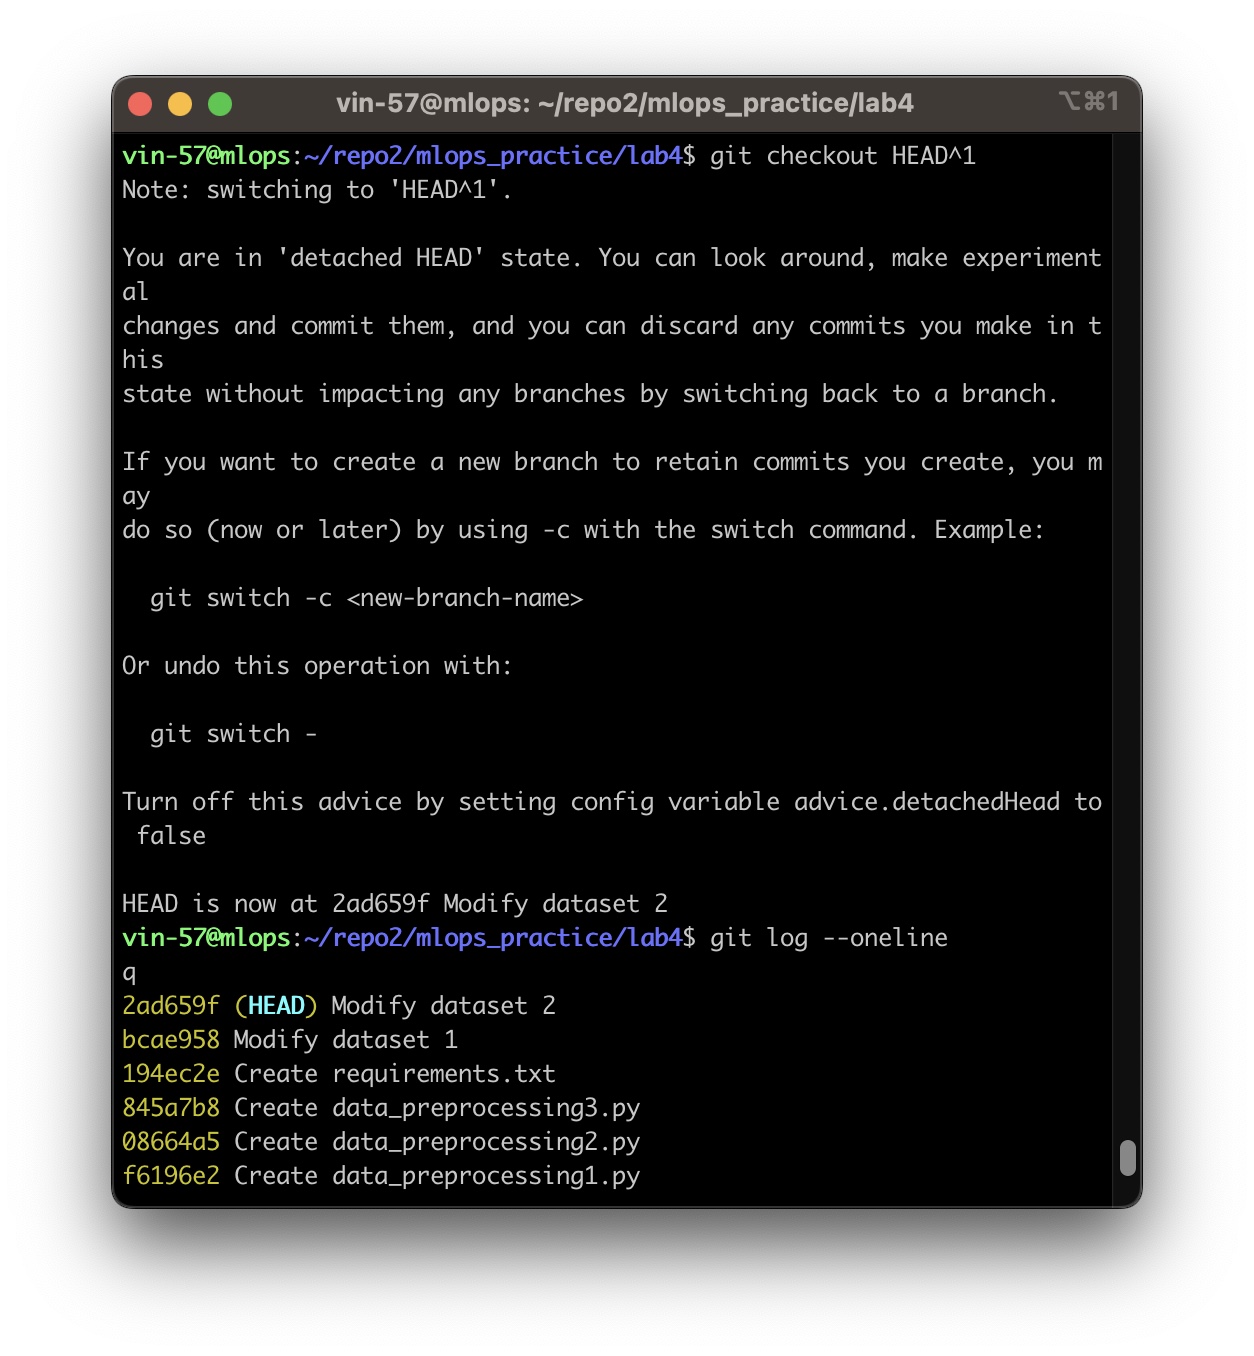 vin-57@mlops: ~/repo2/mlops_practice/lab4 ⌥⌘1
vin-57@mlops:~/repo2/mlops_practice/lab4$ git checkout HEAD^1
Note: switching to 'HEAD^1'.
You are in 'detached HEAD' state. You can look around, make experiment
al
changes and commit them, and you can discard any commits you make in t
his
state without impacting any branches by switching back to a branch.
If you want to create a new branch to retain commits you create, you m
ay
do so (now or later) by using -c with the switch command. Example:
  git switch -c <new-branch-name>
Or undo this operation with:
  git switch -
Turn off this advice by setting config variable advice.detachedHead to
 false
HEAD is now at 2ad659f Modify dataset 2
vin-57@mlops:~/repo2/mlops_practice/lab4$ git log --oneline
q
2ad659f (HEAD) Modify dataset 2
bcae958 Modify dataset 1
194ec2e Create requirements.txt
845a7b8 Create data_preprocessing3.py
08664a5 Create data_preprocessing2.py
f6196e2 Create data_preprocessing1.py